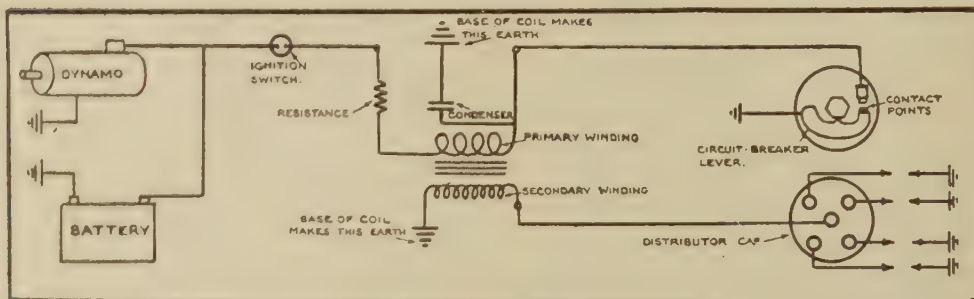 BASE OF COIL MAKES
THIS EARTH
DYNAMO
IGNITION
SWITCH.
RESISTANCE
CONDENSER
CONTACT
POINTS
PRIMARY WINDING
CIRCUIT-BREAKER
LEVER.
SECONDARY WINDING
BATTERY
BASE OF COIL
MAKES THIS EARTH
DISTRIBUTOR CAP